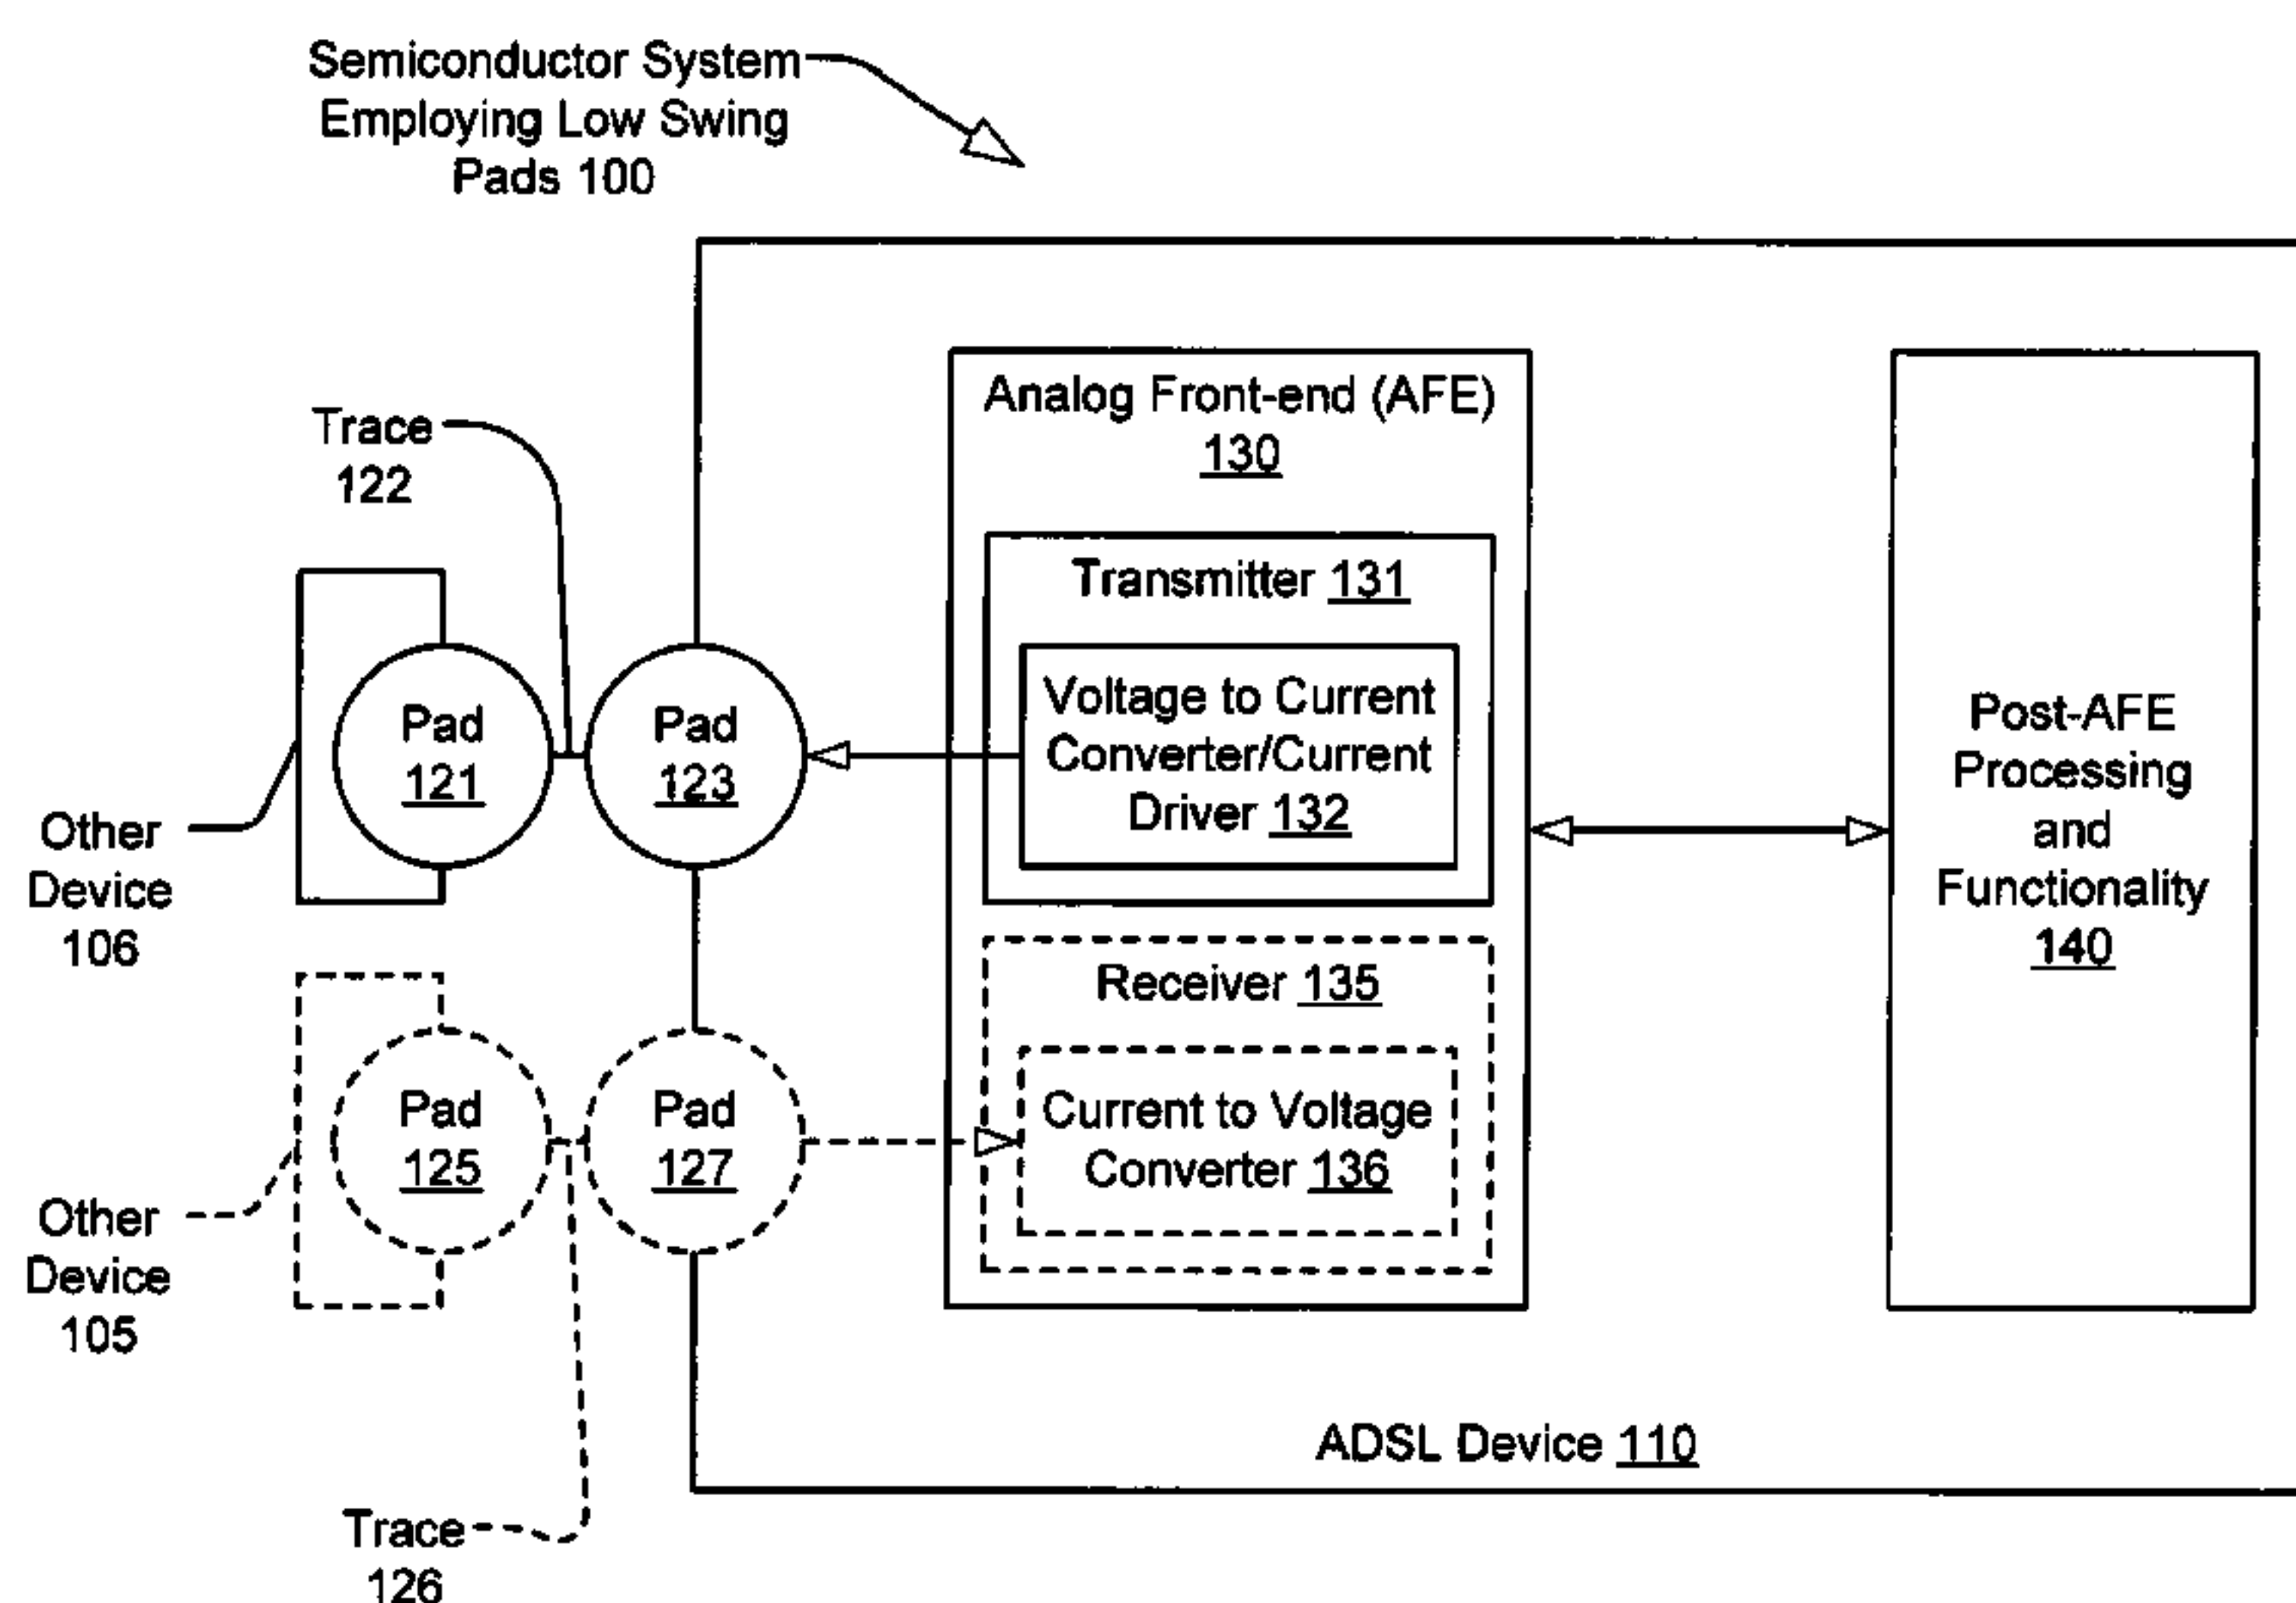 Semiconductor System
Employing Low Swing
Pads 100
Trace
122
Analog Front-end (AFE)
130
Transmitter 131
Voltage to Current
Converter/Current
Driver 132
Pad
121
Pad
123
Other
Device
106
Post-AFE
Processing
and
Functionality
140
Receiver 135
Current to Voltage
Converter 136
Pad
125
Pad
127
Other
Device
105
ADSL Device 110
Trace
126